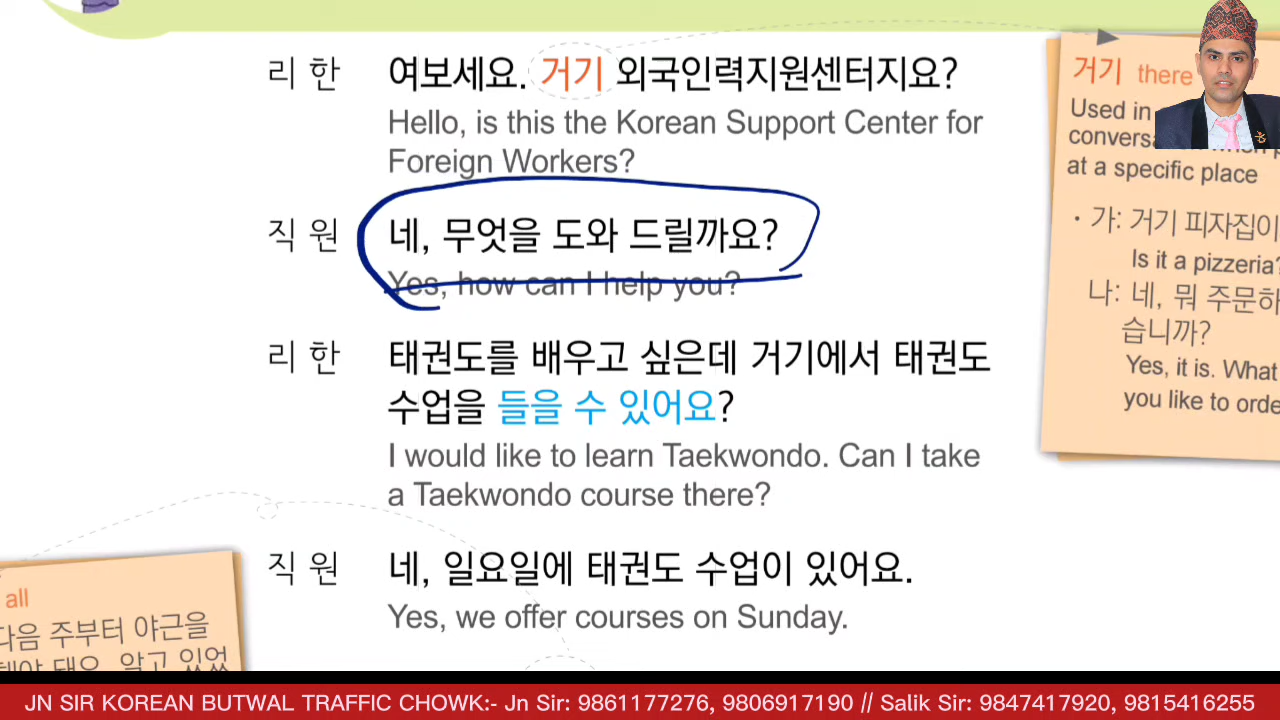 리 한 여보세요. 거기 외국인력지원센터지요?
Hello, is this the Korean Support Center for
Foreign Workers?
직 원 네, 무엇을 도와 드릴까요?
Yes, how can I help you?
리 한 태권도를 배우고 싶은데 거기에서 태권도
수업을 들을 수 있어요?
I would like to learn Taekwondo. Can I take
a Taekwondo course there?
직 원 네, 일요일에 태권도 수업이 있어요.
Yes, we offer courses on Sunday.
거기 there
Used in
at a specific place
· 가: 거기 피자집이
Is it a pizzeria?
나: 네, 뭐 주문하
습니까?
Yes, it is. What
you like to orde
all
다음 주부터 야근을
해야 돼요. 알고 있었
JN SIR KOREAN BUTWAL TRAFFIC CHOWK:- Jn Sir: 9861177276, 9806917190 // Salik Sir: 9847417920, 9815416255